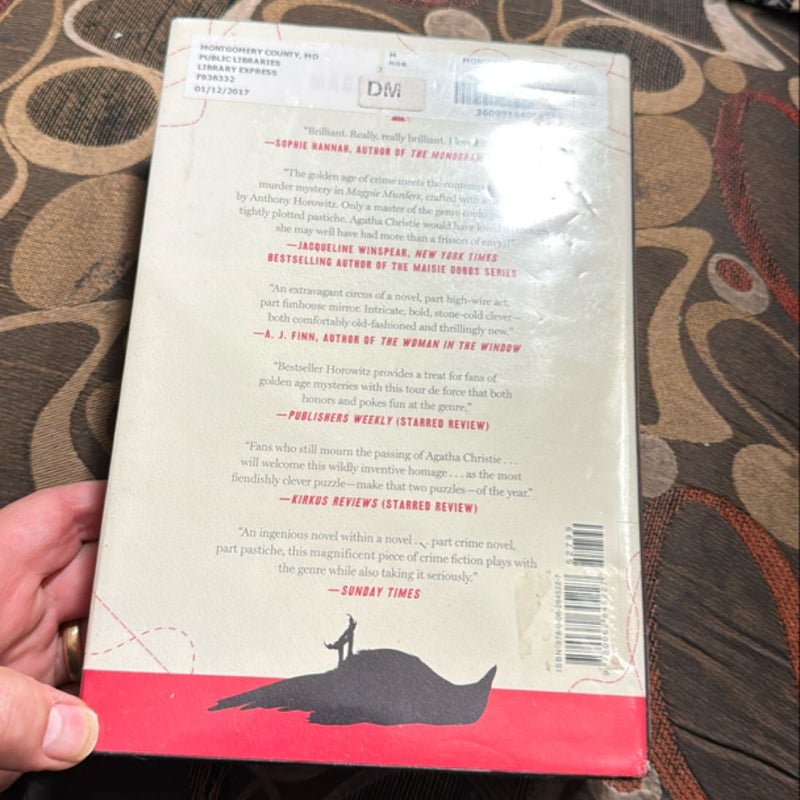 MONTGOMERY COUNTY, MD
PUBLIC LIBRARIES
LIBRARY EXPRESS
F938332
01/12/2017
M
HOR
DM
"Brilliant. Really, really brilliant. I
—SOPHIE HANNAH, AUTHOR OF THE
"The golden age of crime meets the
murder mystery in Magpie Murders, crafted with
by Anthony Horowitz. Only a master of the genre could
tightly plotted pastiche. Agatha Christie would have loved
she may well have had more than a frisson of envy)!"
—JACQUELINE WINSPEAR, NEW YORK TIMES
BESTSELLING AUTHOR OF THE MAISIE DOBBS SERIES
"An extravagant circus of a novel, part high-wire act,
part funhouse mirror. Intricate, bold, stone-cold clever—
both comfortably old-fashioned and thrillingly new."
—A. J. FINN, AUTHOR OF THE WOMAN IN THE WINDOW
"Bestseller Horowitz provides a treat for fans of
golden age mysteries with this tour de force that both
honors and pokes fun at the genre."
—PUBLISHERS WEEKLY (STARRED REVIEW)
"Fans who still mourn the passing of Agatha Christie . . .
will welcome this wildly inventive homage . . . as the most
fiendishly clever puzzle—make that two puzzles—of the year."
—KIRKUS REVIEWS (STARRED REVIEW)
"An ingenious novel within a novel . . . part crime novel,
part pastiche, this magnificent piece of crime fiction plays with
the genre while also taking it seriously."
—SUNDAY TIMES
ISBN 978-0-06-264522-7
52799